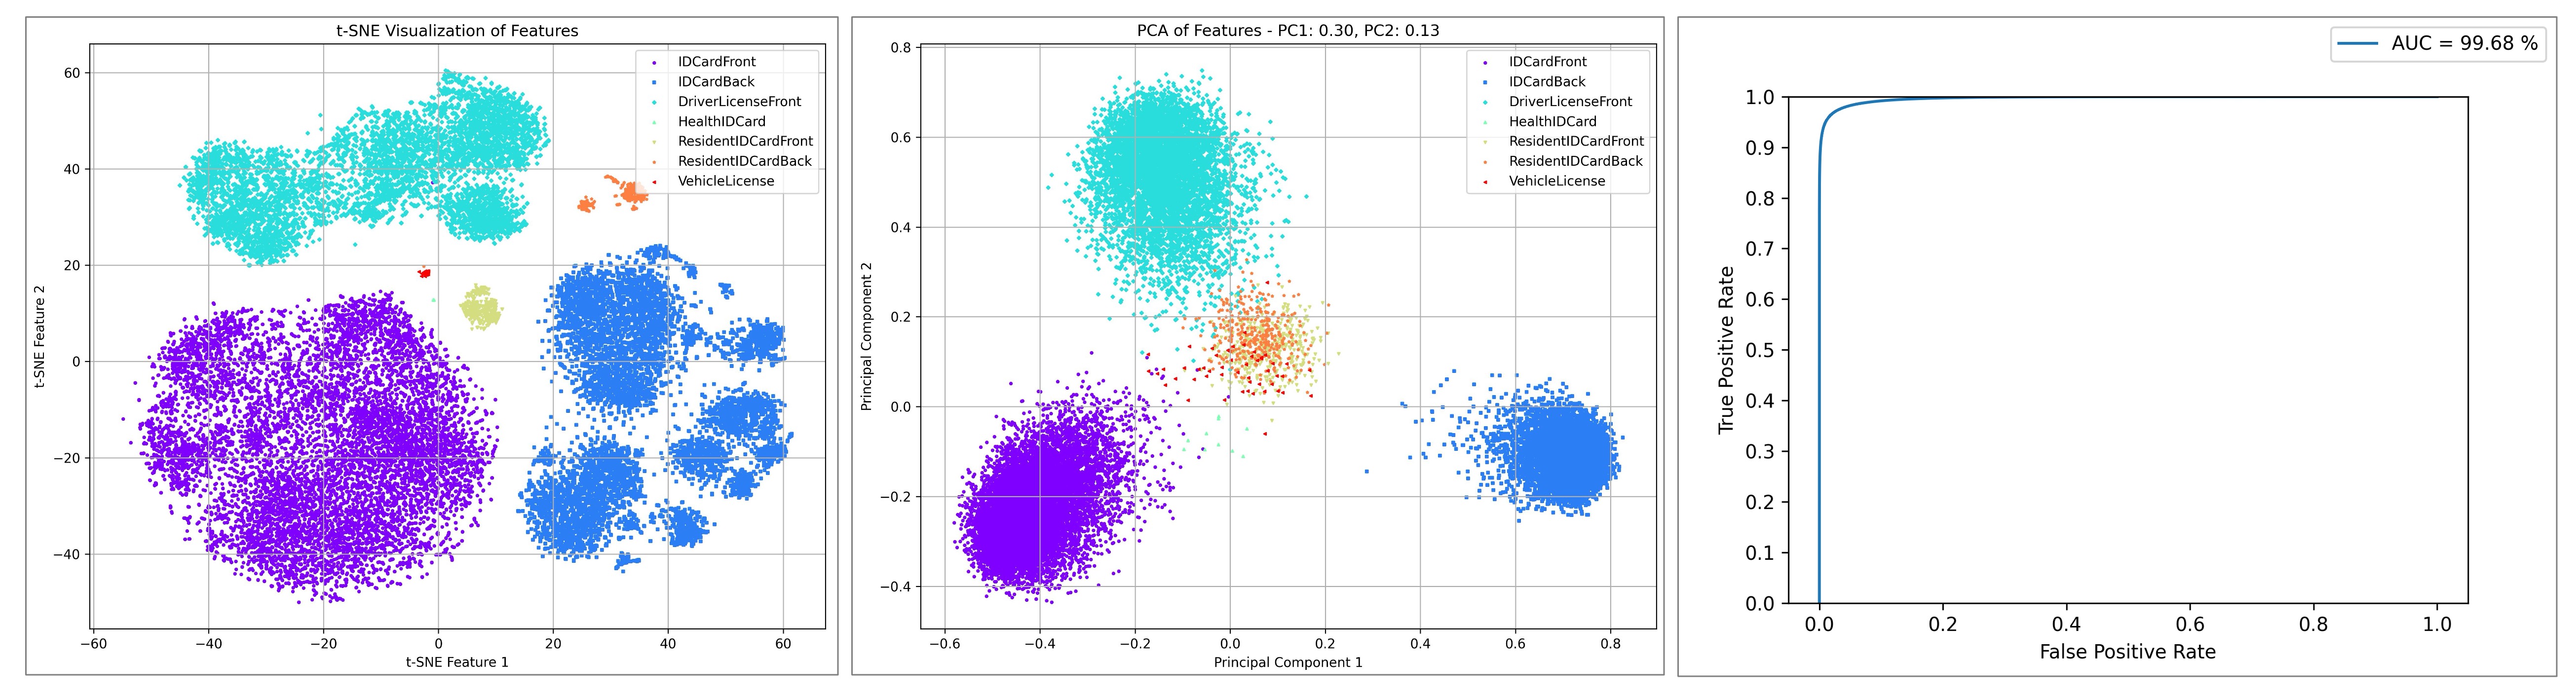 t-SNE Visualization of Features
IDCardFront
IDCardBack
DriverLicenseFront
HealthIDCard
ResidentIDCardFront
ResidentIDCardBack
VehicleLicense
60
40
20
0
−20
−40
t-SNE Feature 2
−60
−40
−20
0
20
40
60
t-SNE Feature 1
PCA of Features - PC1: 0.30, PC2: 0.13
IDCardFront
IDCardBack
DriverLicenseFront
HealthIDCard
ResidentIDCardFront
ResidentIDCardBack
VehicleLicense
0.8
0.6
0.4
0.2
0.0
−0.2
−0.4
Principal Component 2
−0.6
−0.4
−0.2
0.0
0.2
0.4
0.6
0.8
Principal Component 1
AUC = 99.68 %
1.0
0.9
0.8
0.7
0.6
0.5
0.4
0.3
0.2
0.1
0.0
True Positive Rate
0.0
0.2
0.4
0.6
0.8
1.0
False Positive Rate